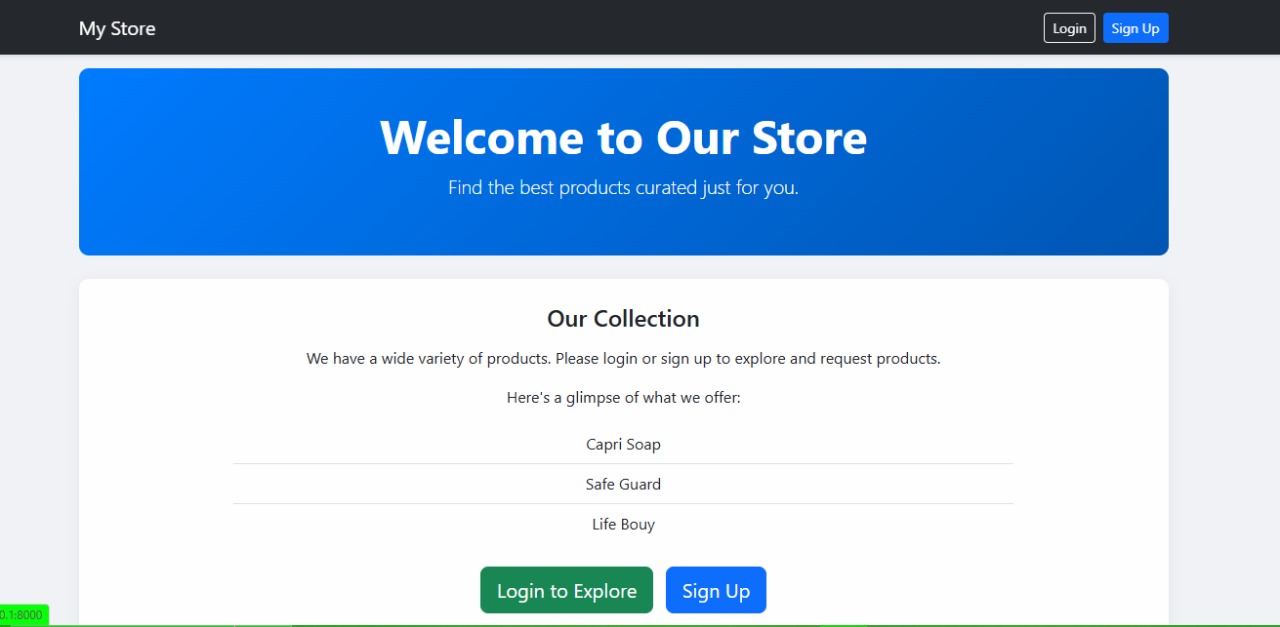 My Store
Login
Sign Up
Welcome to Our Store
Find the best products curated just for you.
Our Collection
We have a wide variety of products. Please login or sign up to explore and request products.
Here's a glimpse of what we offer:
Capri Soap
Safe Guard
Life Bouy
Login to Explore
Sign Up
0.1:8000